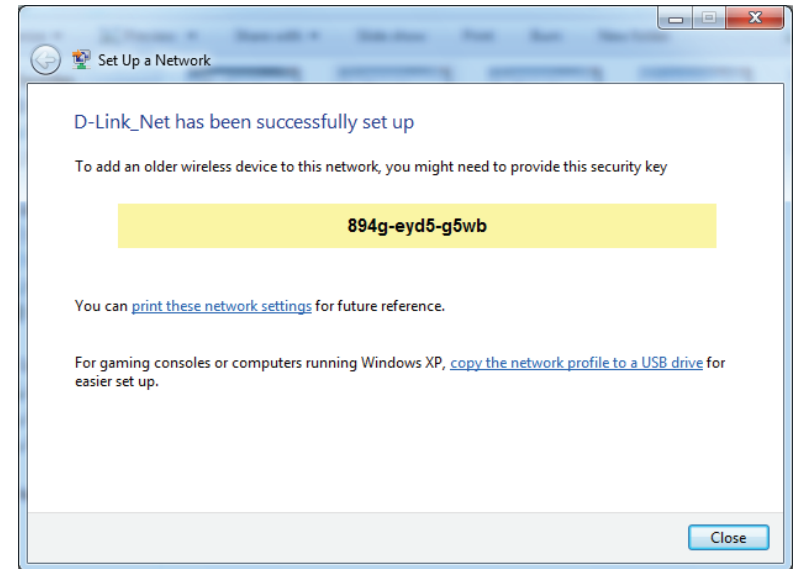 Set Up a Network
D-Link_Net has been successfully set up
To add an older wireless device to this network, you might need to provide this security key
894g-eyd5-g5wb
You can print these network settings for future reference.
For gaming consoles or computers running Windows XP, copy the network profile to a USB drive for
easier set up.
Close